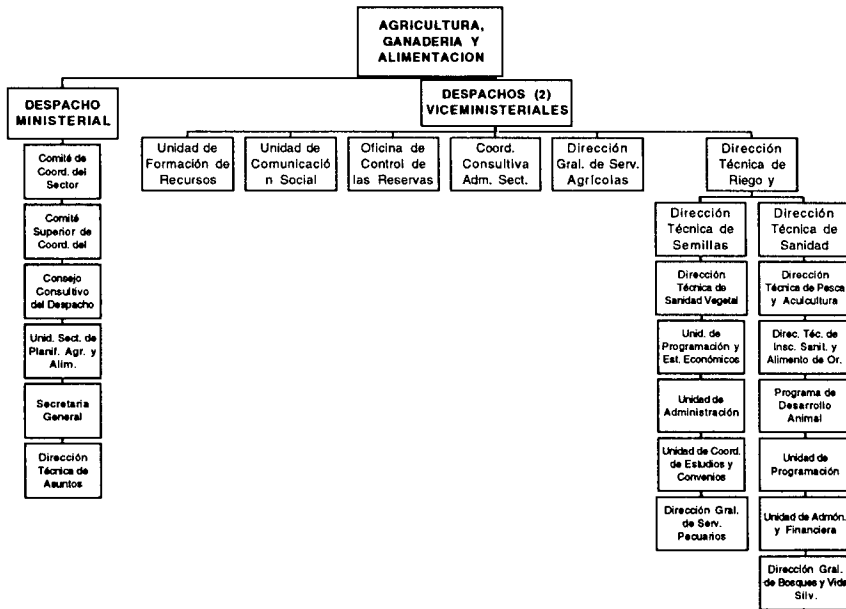 AGRICULTURA,
GANADERIA Y
ALIMENTACION
DESPACHO
MINISTERIAL
DESPACHOS (2)
VICEMINISTERIALES
Comité de
Coord. del
Sector
Comité
Superior de
Coord. del
Consejo
Consultivo
del Despacho
Unid. Sect. de
Planif. Agr. y
Alim.
Secretaria
General
Dirección
Técnica de
Asuntos
Unidad de
Formación de
Recursos
Unidad de
Comunicació
n Social
Oficina de
Control de
las Reservas
Coord.
Consultiva
Adm. Sect.
Dirección
Gral. de Serv.
Agrícolas
Dirección
Técnica de
Riego y
Dirección
Técnica de
Semillas
Dirección
Técnica de
Sanidad Vegetal
Unid. de
Programación y
Est. Económicos
Unidad de
Administración
Unidad de Coord.
de Estudios y
Convenios
Dirección Gral.
de Serv.
Pecuarios
Dirección
Técnica de
Sanidad
Dirección
Técnica de Pesca
y Acuicultura
Direc. Téc. de
Insc. Sanit. y
Alimento de Or.
Programa de
Desarrollo
Animal
Unidad de
Programación
Unidad de Admón.
y Financiera
Dirección Gral.
de Bosques y Vida
Silv.